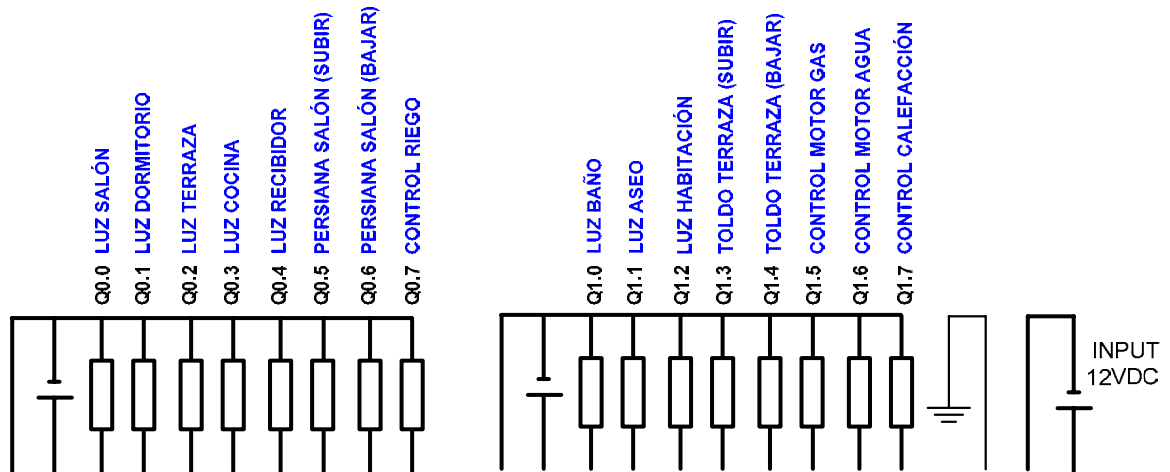 Q0.0 LUZ SALÓN
Q0.1 LUZ DORMITORIO
Q0.2 LUZ TERRAZA
Q0.3 LUZ COCINA
Q0.4 LUZ RECIBIDOR
Q0.5 PERSIANA SALÓN (SUBIR)
Q0.6 PERSIANA SALÓN (BAJAR)
Q0.7 CONTROL RIEGO
Q1.0 LUZ BAÑO
Q1.1 LUZ ASEO
Q1.2 LUZ HABITACIÓN
Q1.3 TOLDO TERRAZA (SUBIR)
Q1.4 TOLDO TERRAZA (BAJAR)
Q1.5 CONTROL MOTOR GAS
Q1.6 CONTROL MOTOR AGUA
Q1.7 CONTROL CALEFACCIÓN
INPUT
12VDC